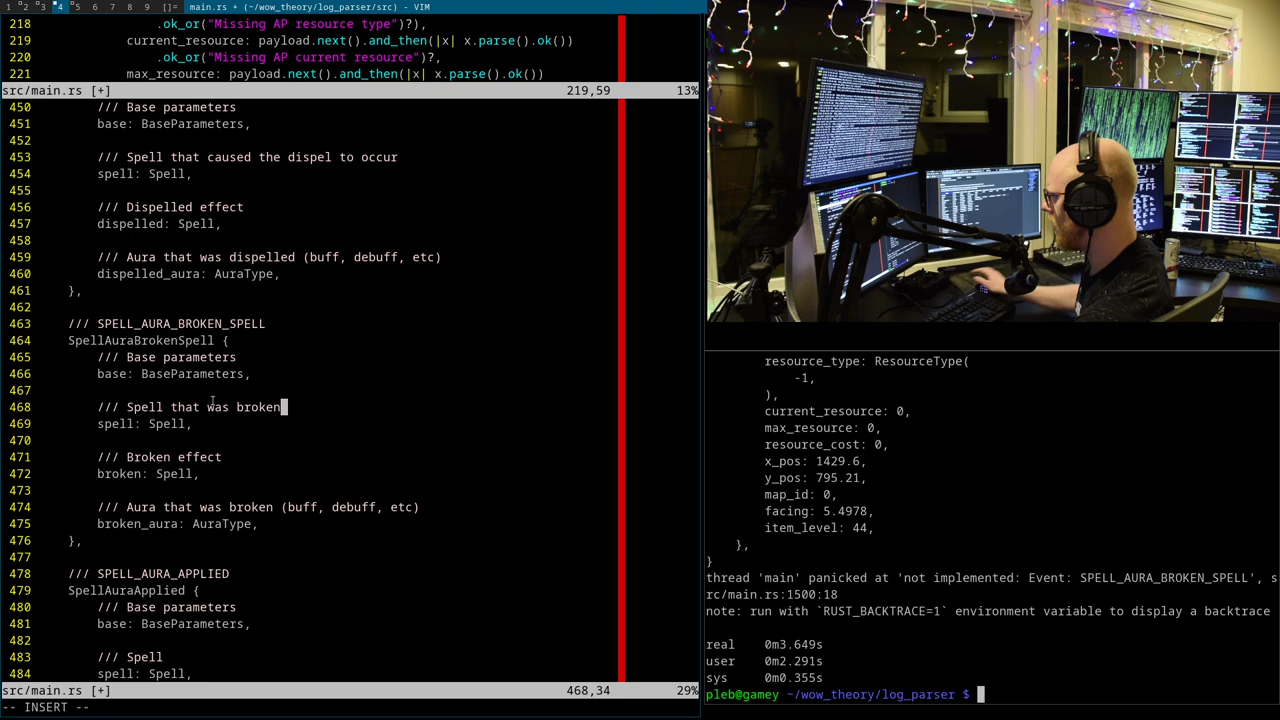 1 2 3 4 5 6 7 8 9 []= main.rs + (~/wow_theory/log_parser/src) - VIM
218 .ok_or("Missing AP resource type")?),
219 current_resource: payload.next().and_then(|x| x.parse().ok())
220 .ok_or("Missing AP current resource")?,
221 max_resource: payload.next().and_then(|x| x.parse().ok())
src/main.rs [+] 219,59 13%
450 /// Base parameters
451 base: BaseParameters,
452
453 /// Spell that caused the dispel to occur
454 spell: Spell,
455
456 /// Dispelled effect
457 dispelled: Spell,
458
459 /// Aura that was dispelled (buff, debuff, etc)
460 dispelled_aura: AuraType,
461 },
462
463 /// SPELL_AURA_BROKEN_SPELL
464 SpellAuraBrokenSpell {
465 /// Base parameters
466 base: BaseParameters,
467
468 /// Spell that was broken
469 spell: Spell,
470
471 /// Broken effect
472 broken: Spell,
473
474 /// Aura that was broken (buff, debuff, etc)
475 broken_aura: AuraType,
476 },
477
478 /// SPELL_AURA_APPLIED
479 SpellAuraApplied {
480 /// Base parameters
481 base: BaseParameters,
482
483 /// Spell
484 spell: Spell,
src/main.rs [+] 468,34 29%
-- INSERT --
resource_type: ResourceType(
-1,
),
current_resource: 0,
max_resource: 0,
resource_cost: 0,
x_pos: 1429.6,
y_pos: 795.21,
map_id: 0,
facing: 5.4978,
item_level: 44,
},
}
thread 'main' panicked at 'not implemented: Event: SPELL_AURA_BROKEN_SPELL', s
rc/main.rs:1500:18
note: run with `RUST_BACKTRACE=1` environment variable to display a backtrace
real 0m3.649s
user 0m2.291s
sys 0m0.355s
pleb@gamey ~/wow_theory/log_parser $